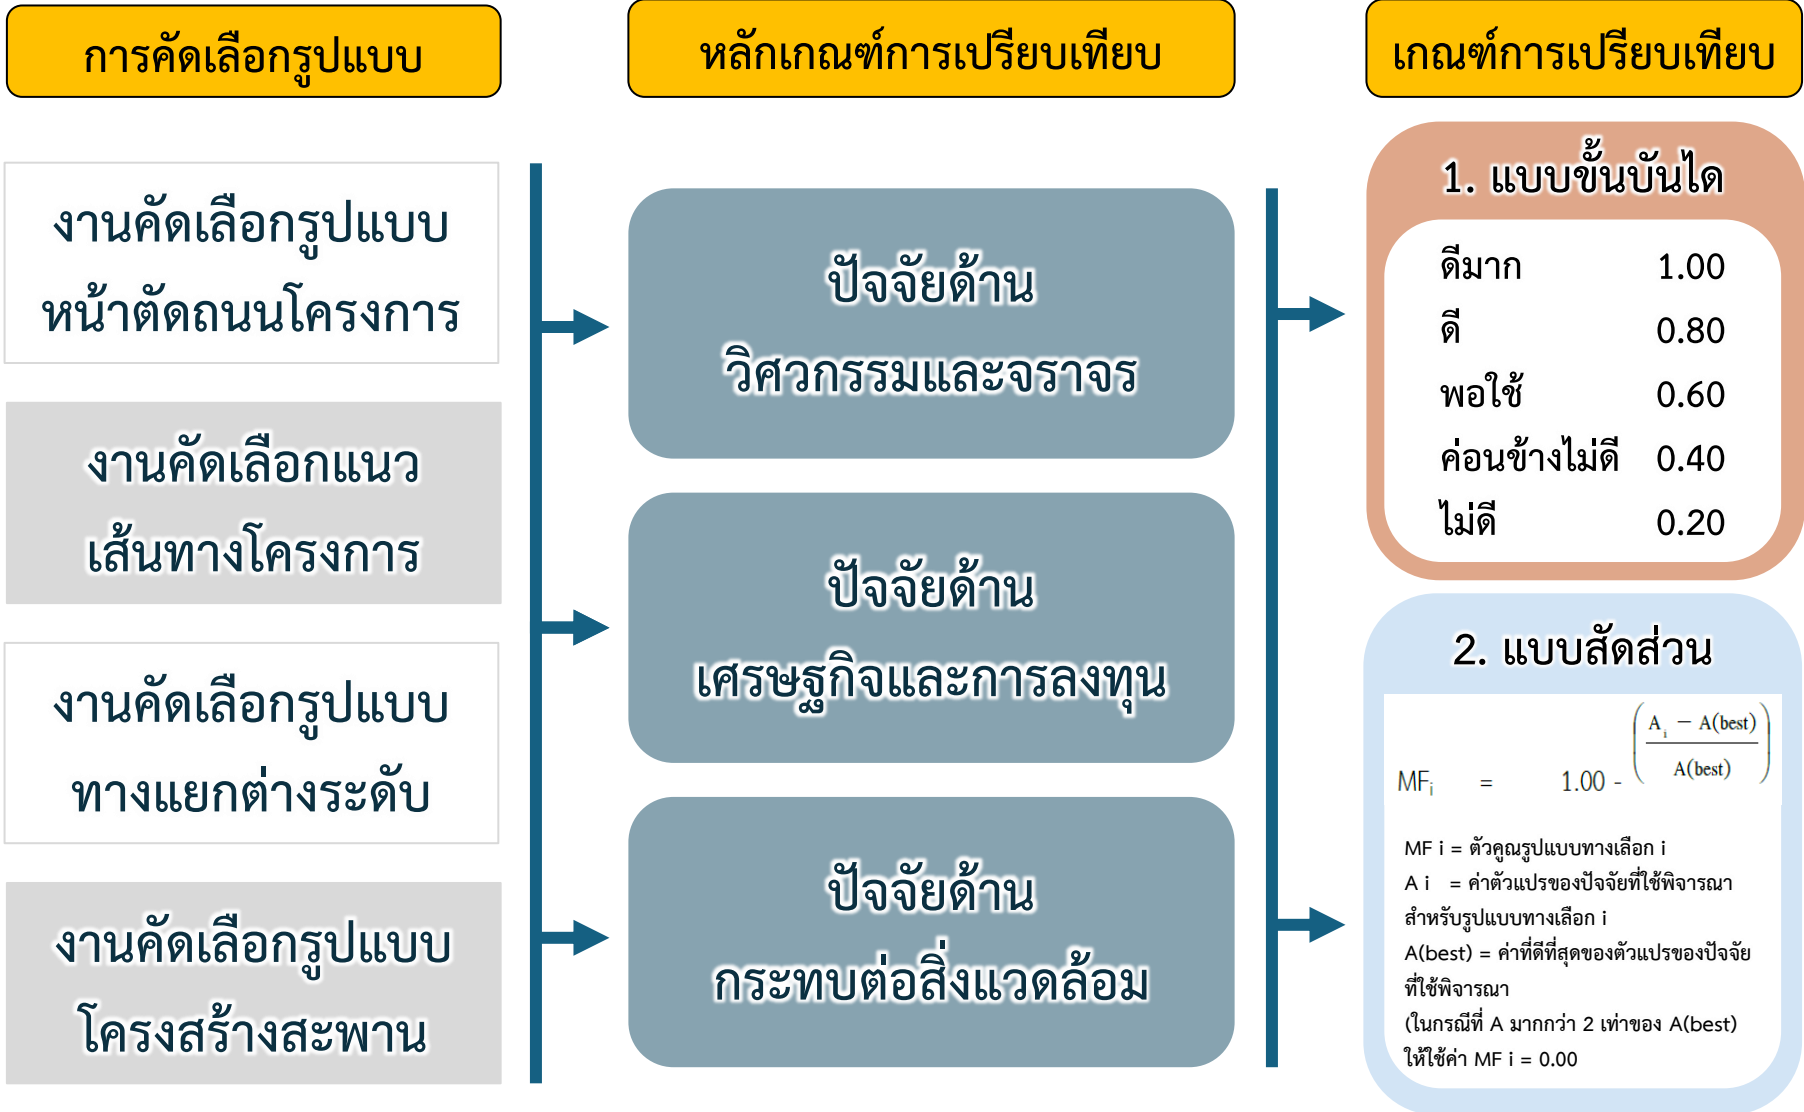 การคัดเลือกรูปแบบ
หลักเกณฑ์การเปรียบเทียบ
เกณฑ์การเปรียบเทียบ
งานคัดเลือกรูปแบบ
หน้าตัดถนนโครงการ
งานคัดเลือกแนว
เส้นทางโครงการ
งานคัดเลือกรูปแบบ
ทางแยกต่างระดับ
งานคัดเลือกรูปแบบ
โครงสร้างสะพาน
ปัจจัยด้าน
วิศวกรรมและจราจร
ปัจจัยด้าน
เศรษฐกิจและการลงทุน
ปัจจัยด้าน
กระทบต่อสิ่งแวดล้อม
1. แบบขั้นบันได
ดีมาก 1.00
ดี 0.80
พอใช้ 0.60
ค่อนข้างไม่ดี 0.40
ไม่ดี 0.20
2. แบบสัดส่วน
MFᵢ = 1.00 - ((Aᵢ − A(best)) / A(best))
MF i = ตัวคูณรูปแบบทางเลือก i
A i = ค่าตัวแปรของปัจจัยที่ใช้พิจารณา
สำหรับรูปแบบทางเลือก i
A(best) = ค่าที่ดีที่สุดของตัวแปรของปัจจัย
ที่ใช้พิจารณา
(ในกรณีที่ A มากกว่า 2 เท่าของ A(best)
ให้ใช้ค่า MF i = 0.00